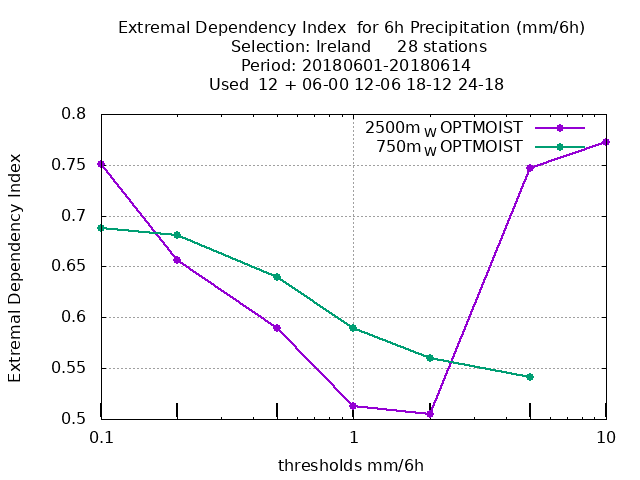 Extremal Dependency Index  for 6h Precipitation (mm/6h)
Selection: Ireland     28 stations
Period: 20180601-20180614
Used  12 + 06-00 12-06 18-12 24-18
2500m_W OPTMOIST
750m_W OPTMOIST
Extremal Dependency Index
0.8
0.75
0.7
0.65
0.6
0.55
0.5
0.1 1 10
thresholds mm/6h